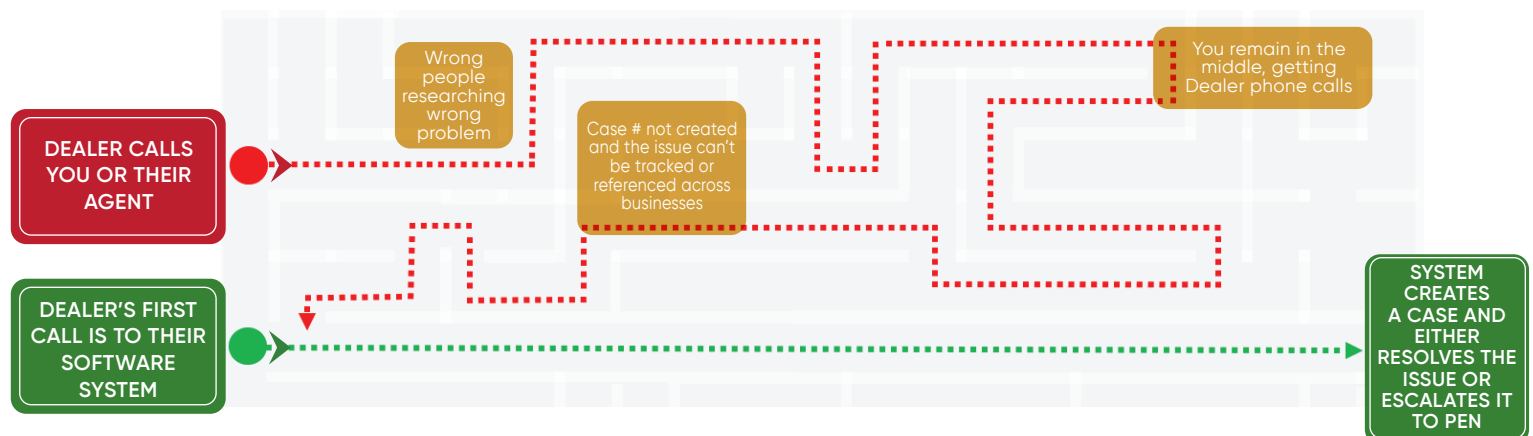 DEALER CALLS
YOU OR THEIR
AGENT
Wrong
people
researching
wrong
problem
Case # not created
and the issue can't
be tracked or
referenced across
businesses
You remain in the
middle, getting
Dealer phone calls
DEALER'S FIRST
CALL IS TO THEIR
SOFTWARE
SYSTEM
SYSTEM
CREATES
A CASE AND
EITHER
RESOLVES THE
ISSUE OR
ESCALATES IT
TO PEN